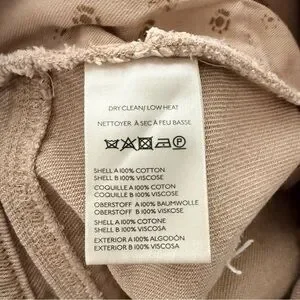 DRY CLEAN/ LOW HEAT
NETTOYER À SEC À FEU BASSE
SHELL A 100% COTTON
SHELL B 100% VISCOSE
COQUILLE A 100% COTON
COQUILLE B 100% VISCOSE
OBERSTOFF A 100% BAUMWOLLE
OBERSTOFF B 100% VISKOSE
SHELL A 100% COTONE
SHELL B 100% VISCOSA
EXTERIOR A 100% ALGODÓN
EXTERIOR B 100% VISCOSA